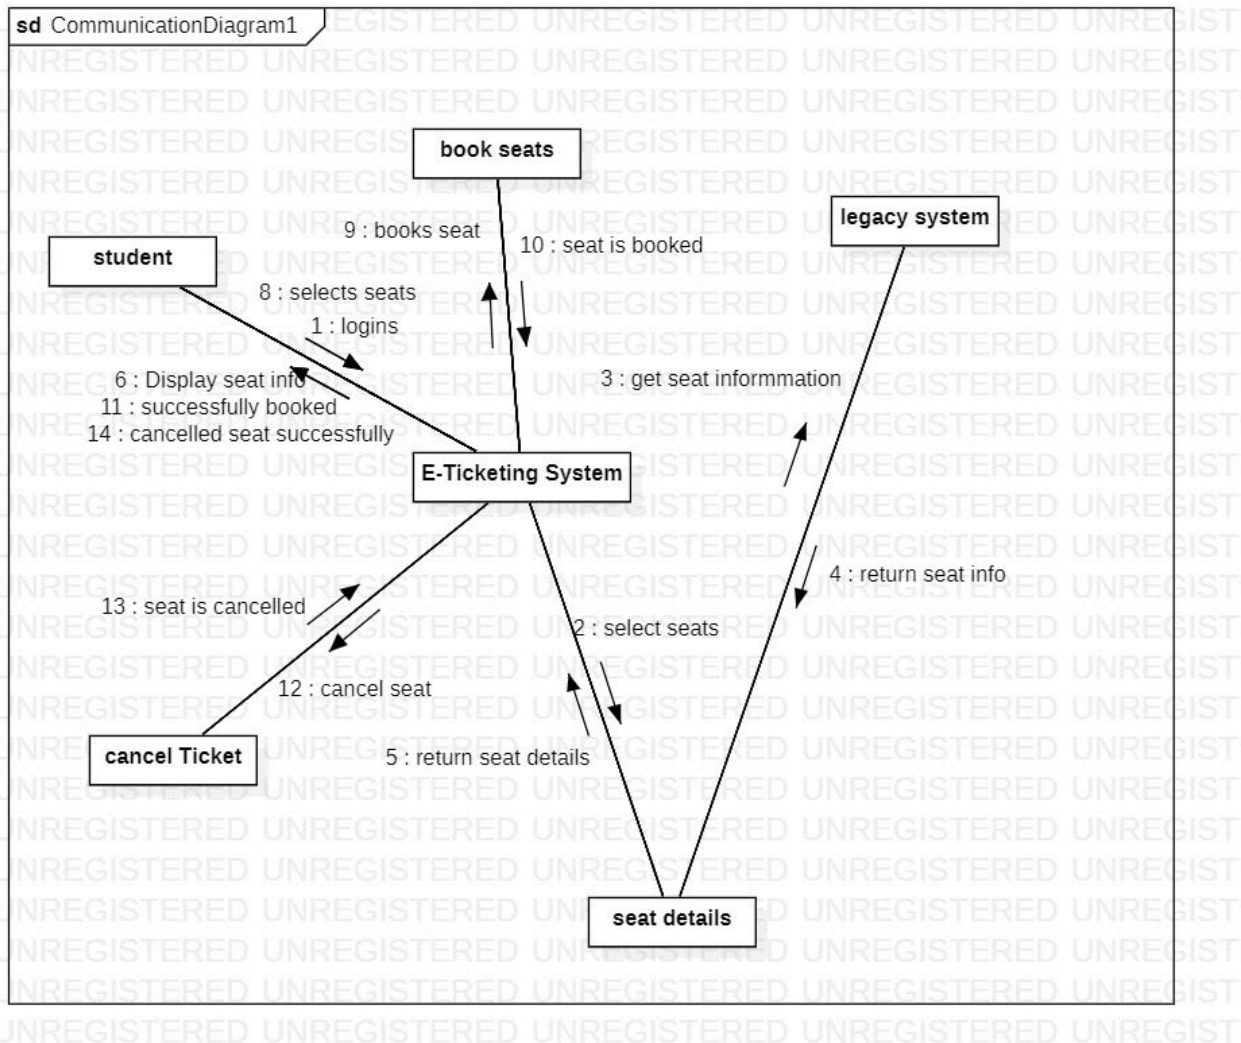 sd CommunicationDiagram1
book seats
legacy system
student
9 : books seat
10 : seat is booked
8 : selects seats
1 : logins
6 : Display seat info
11 : successfully booked
14 : cancelled seat successfully
3 : get seat informmation
E-Ticketing System
4 : return seat info
13 : seat is cancelled
2 : select seats
12 : cancel seat
5 : return seat details
cancel Ticket
seat details
UNREGISTERED